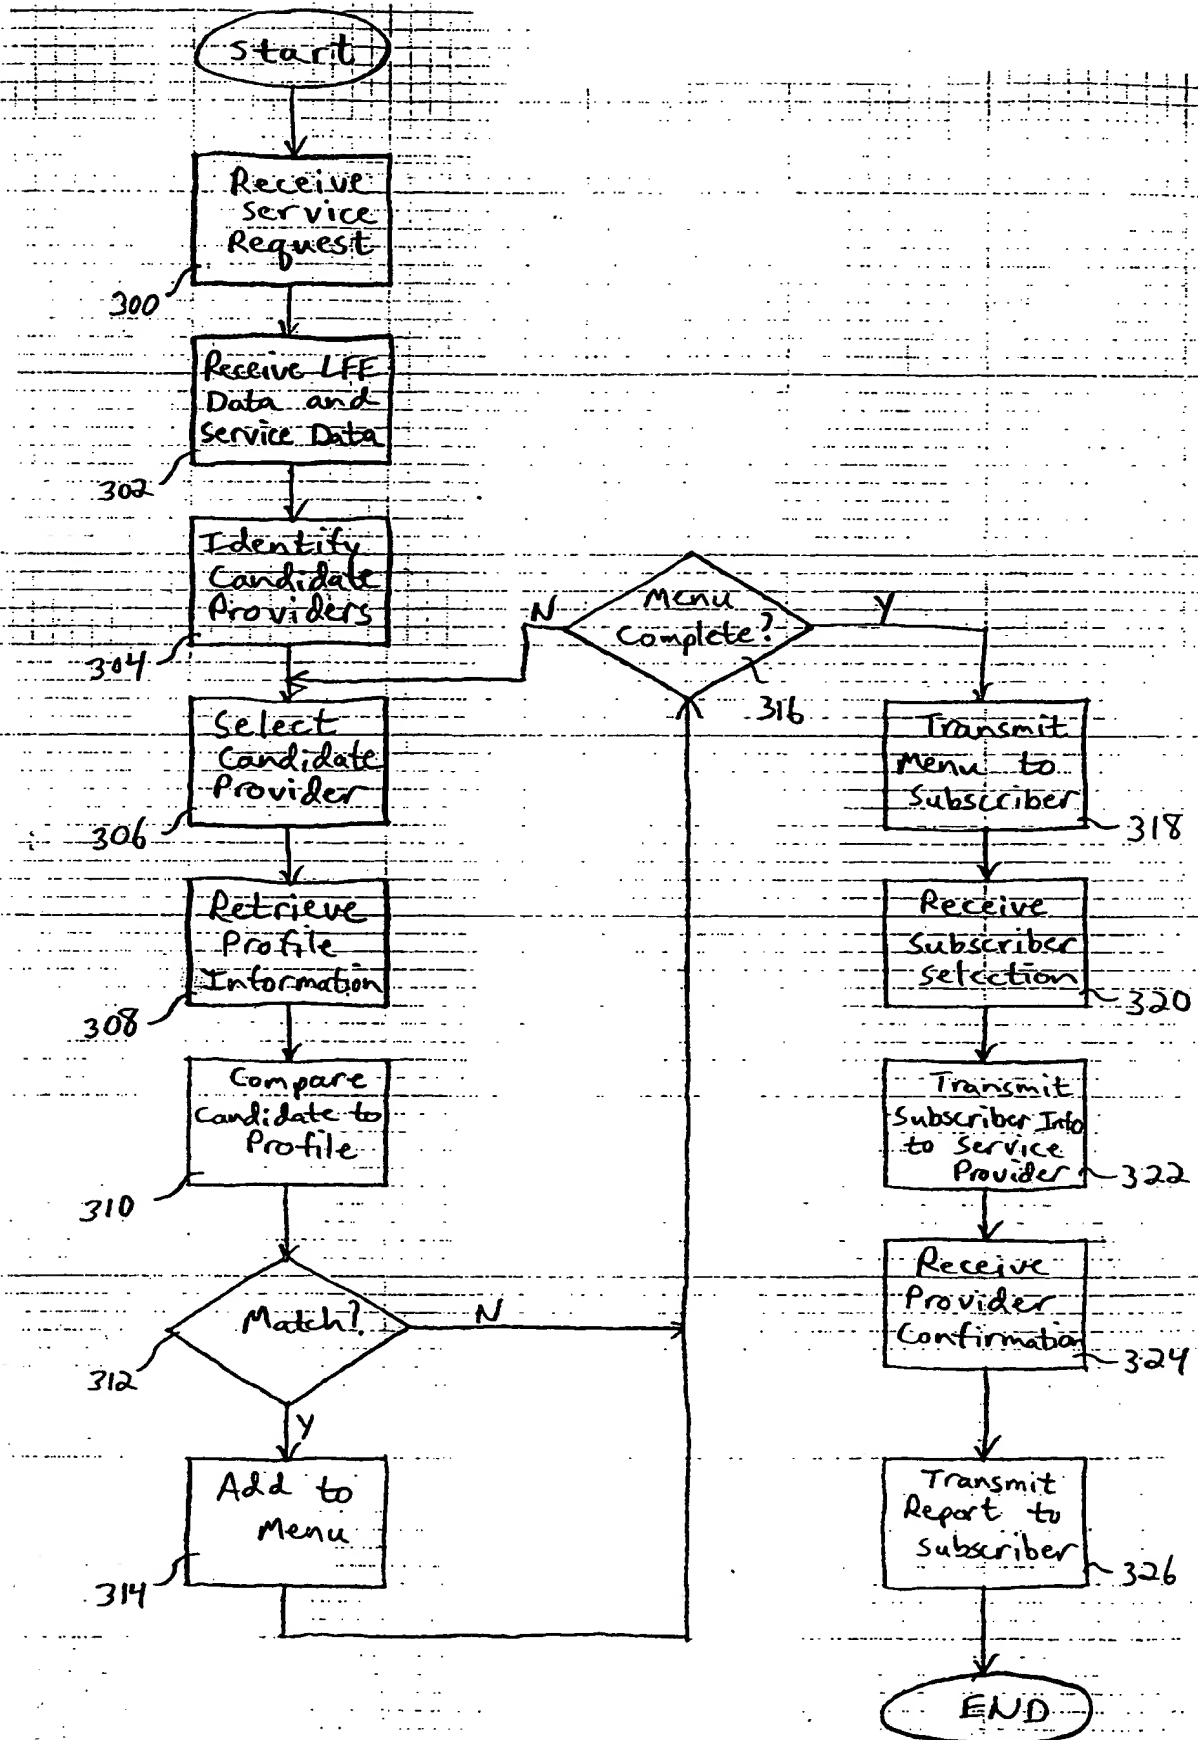 Start
Receive
Service
Request
300
Receive LFE
Data and
Service Data
302
Identify
Candidate
Providers
304
Select
Candidate
Provider
306
Retrieve
Profile
Information
308
Compare
Candidate to
Profile
310
Match?
N
312
Y
Add to
Menu
314
Menu
Complete?
N
Y
316
Transmit
Menu to
Subscriber
318
Receive
Subscriber
Selection
320
Transmit
Subscriber Info
to Service
Provider
322
Receive
Provider
Confirmation
324
Transmit
Report to
Subscriber
326
END